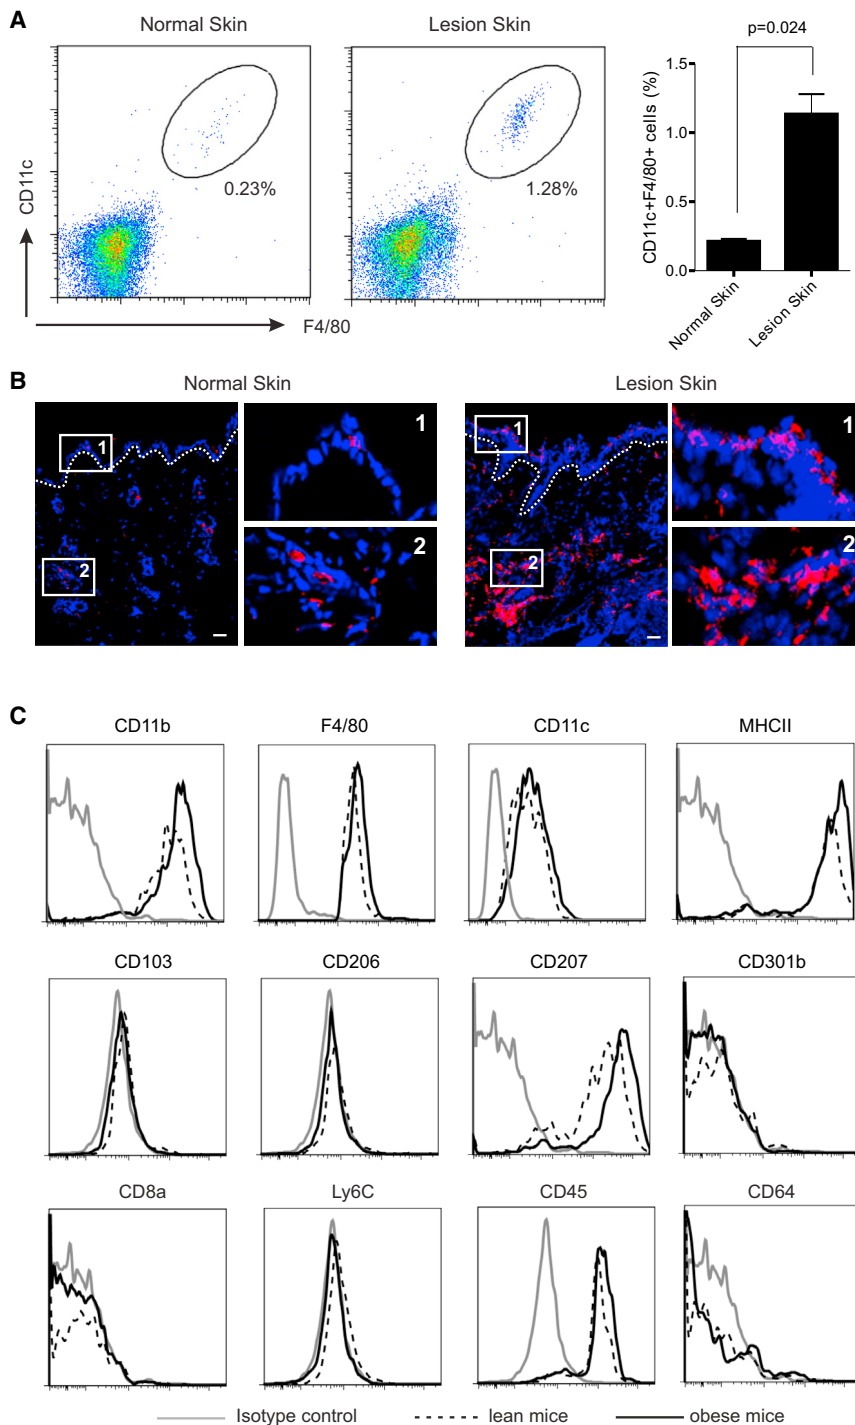 A
Normal Skin
Lesion Skin
p=0.024
CD11c
0.23%
1.28%
F4/80
CD11c+F4/80+ cells (%)
1.5
1.0
0.5
0.0
Normal Skin
Lesion Skin
B
Normal Skin
Lesion Skin
1
1
2
2
1
1
2
2
C
CD11b
F4/80
CD11c
MHCII
CD103
CD206
CD207
CD301b
CD8a
Ly6C
CD45
CD64
Isotype control
lean mice
obese mice